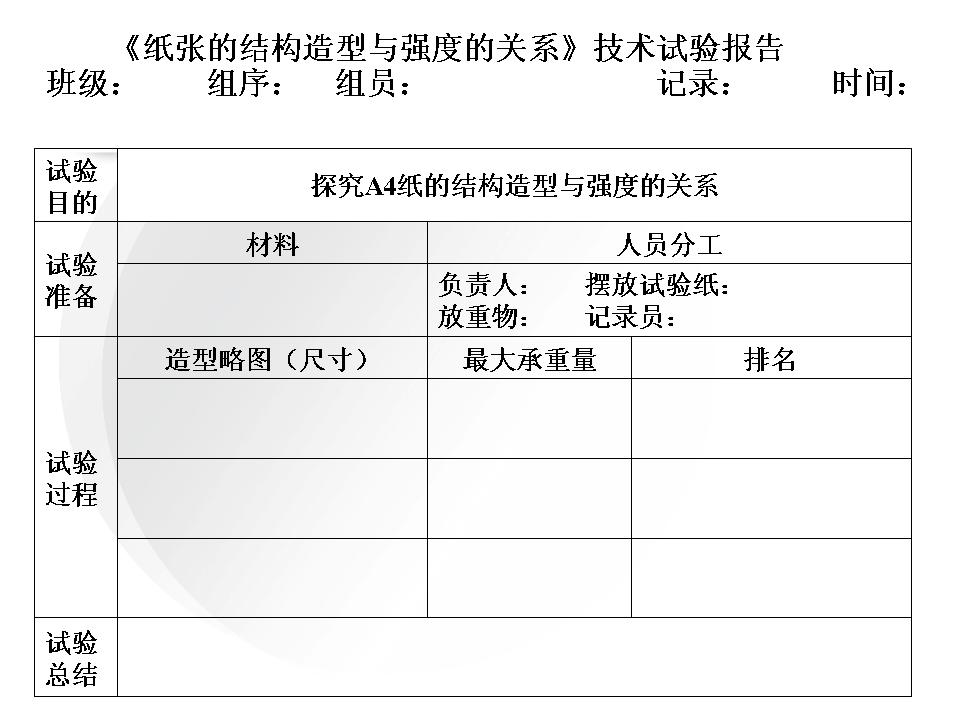 《纸张的结构造型与强度的关系》技术试验报告
班级： 组序： 组员： 记录： 时间：
试验
目的
探究A4纸的结构造型与强度的关系
试验
准备
材料
人员分工
负责人： 摆放试验纸：
放重物： 记录员：
试验
过程
造型略图（尺寸）
最大承重量
排名
试验
总结